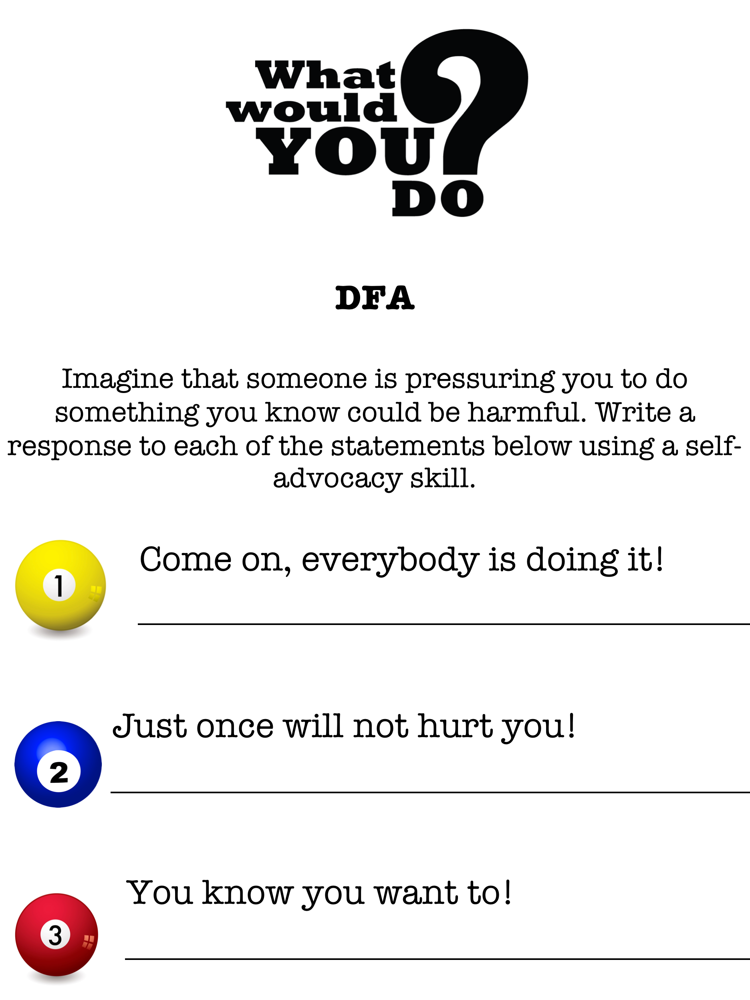 What
would
YOU
DO?
DFA
Imagine that someone is pressuring you to do
something you know could be harmful. Write a
response to each of the statements below using a self-
advocacy skill.
1
Come on, everybody is doing it!
2
Just once will not hurt you!
3
You know you want to!